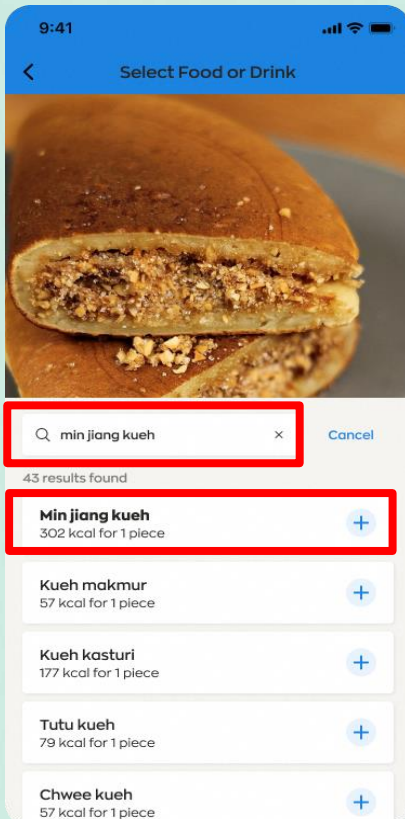 9:41
Select Food or Drink
min jiang kueh × Cancel
43 results found
Min jiang kueh
302 kcal for 1 piece
Kueh makmur
57 kcal for 1 piece
Kueh kasturi
177 kcal for 1 piece
Tutu kueh
79 kcal for 1 piece
Chwee kueh
57 kcal for 1 piece